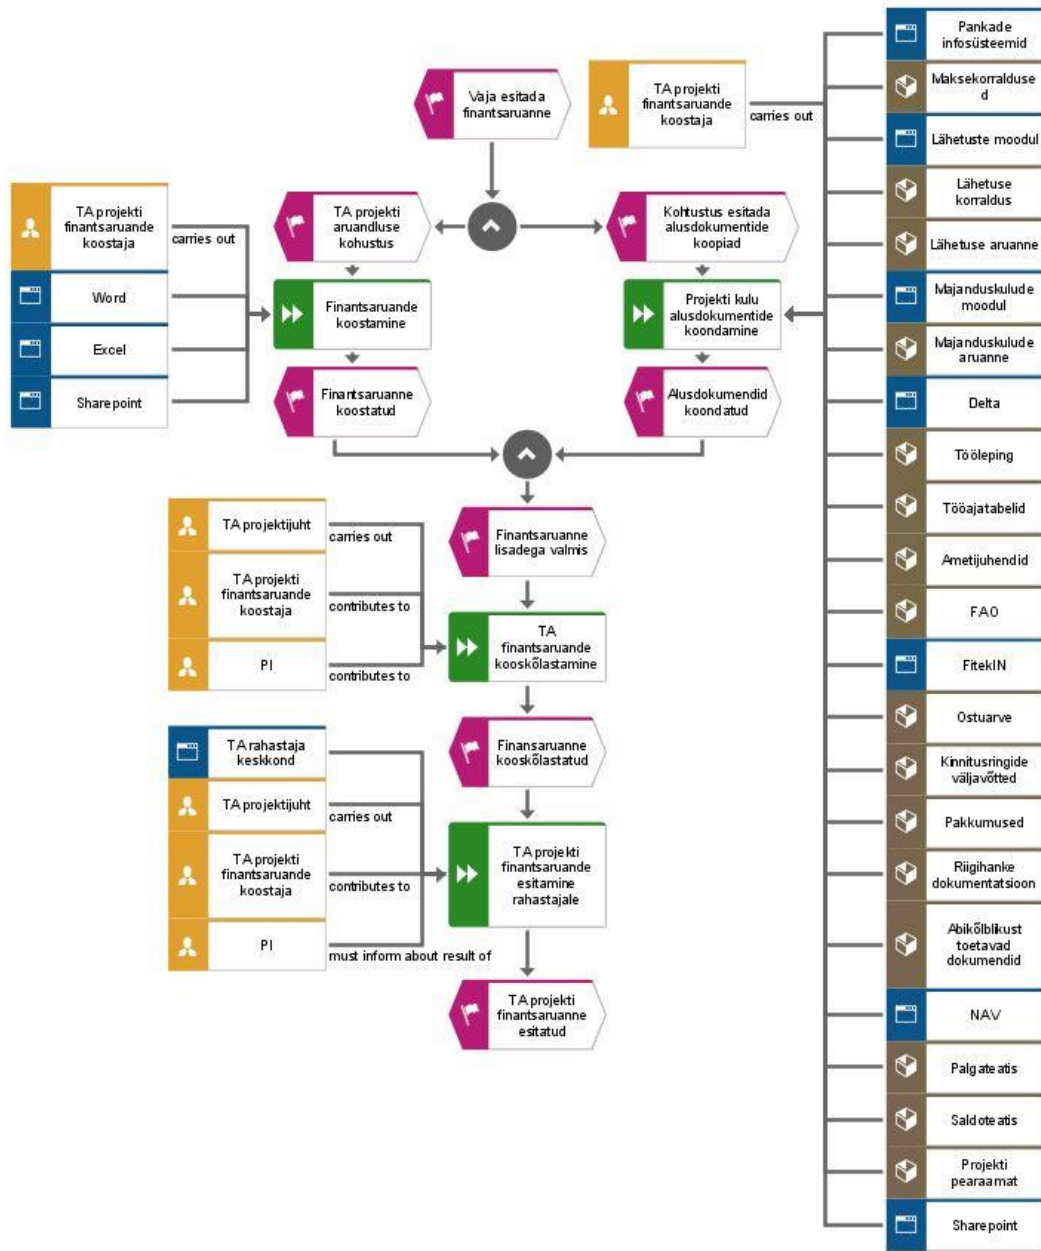 Vaja esitada
finantsaruanne
TA projekti
finantsaruande
koostaja
carries out
TA projekti
finantsaruande
koostaja
carries out
Word
Excel
Sharepoint
TA projekti
aruandluse
kohustus
Kohtustus esitada
alusdokumentide
koopiad
Finantsaruande
koostamine
Projekti kulu
alusdokumentide
koondamine
Finantsaruanne
koostatud
Alusdokumendid
koondatud
TA projektijuht
carries out
TA projekti
finantsaruande
koostaja
contributes to
PI
contributes to
Finantsaruanne
lisadega valmis
TA
finantsaruande
kooskõlastamine
Finansaruanne
kooskõlastatud
TA rahastaja
keskkond
TA projektijuht
carries out
TA projekti
finantsaruande
koostaja
contributes to
PI
must inform about result of
TA projekti
finantsaruande
esitamine
rahastajale
TA projekti
finantsaruanne
esitatud
Pankade
infosüsteemid
Maksekorralduse
d
Lähetuste moodul
Lähetuse
korraldus
Lähetuse aruanne
Majanduskulude
moodul
Majanduskulude
aruanne
Delta
Tööleping
Tööajatabelid
Ametijuhendid
FAO
FitekIN
Ostuarve
Kinnitusringide
väljavõtted
Pakkumused
Riigihanke
dokumentatsioon
Abikõlblikust
toetavad
dokumendid
NAV
Palgateatis
Saldoteatis
Projekti
pearaamat
Sharepoint